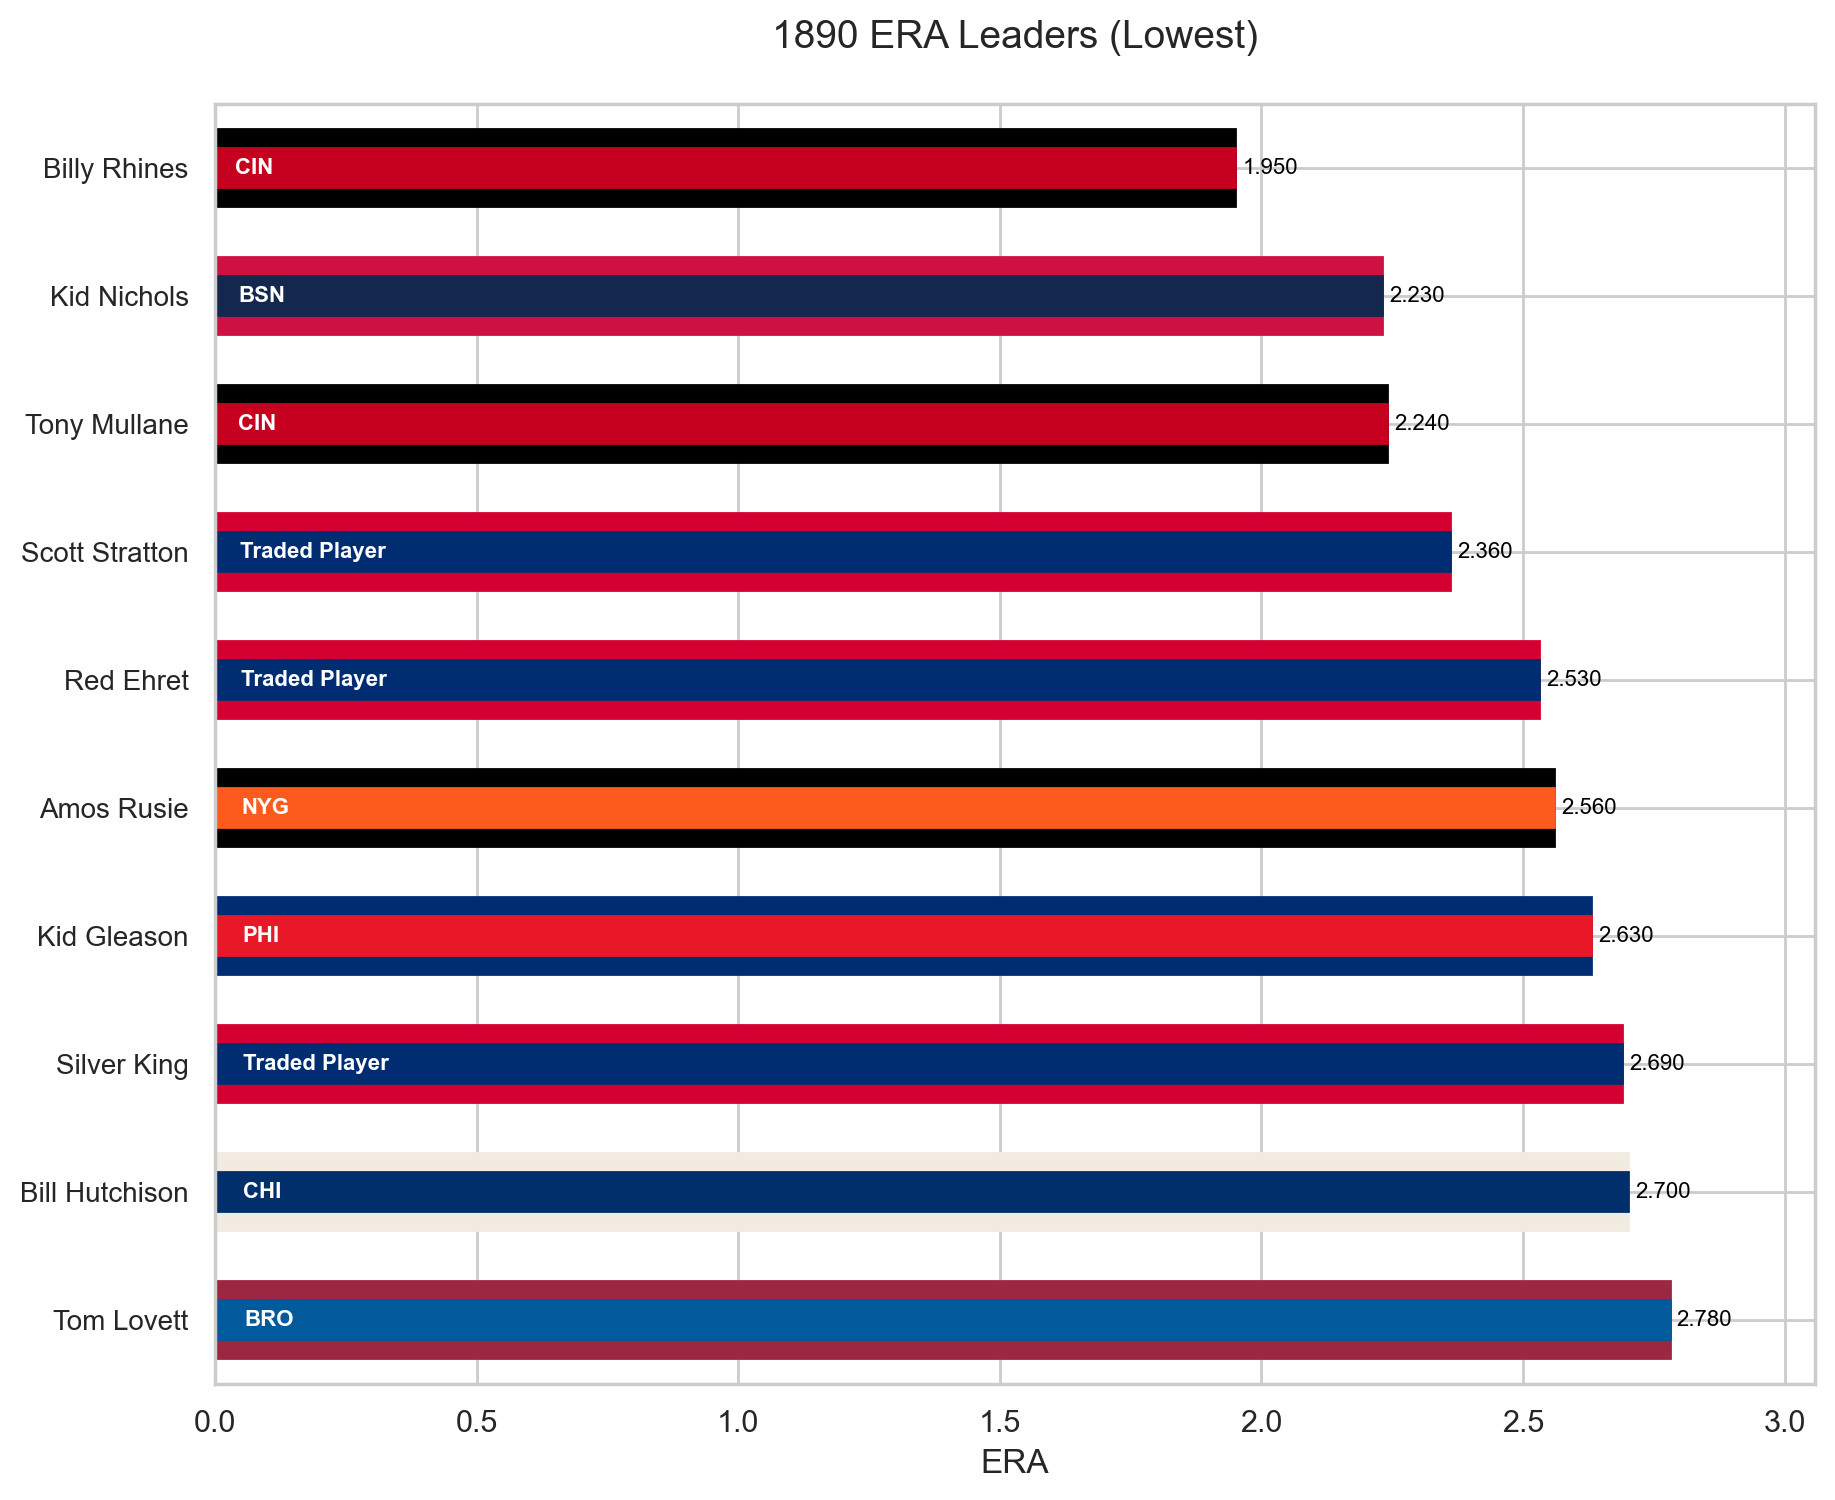 1890 ERA Leaders (Lowest)
Billy Rhines CIN 1.950
Kid Nichols BSN 2.230
Tony Mullane CIN 2.240
Scott Stratton Traded Player 2.360
Red Ehret Traded Player 2.530
Amos Rusie NYG 2.560
Kid Gleason PHI 2.630
Silver King Traded Player 2.690
Bill Hutchison CHI 2.700
Tom Lovett BRO 2.780
0.0 0.5 1.0 1.5 2.0 2.5 3.0
ERA